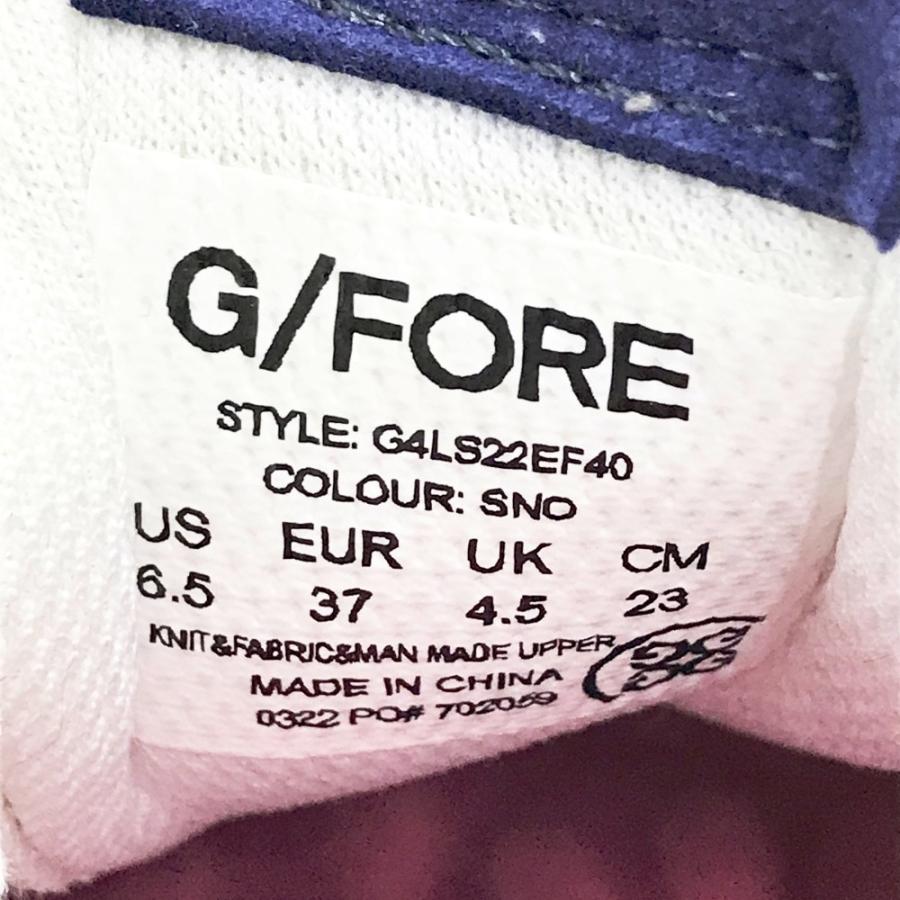 G/FORE
STYLE: G4LS22EF40
COLOUR: SNO
US EUR UK CM
6.5 37 4.5 23
KNIT&FABRIC&MAN MADE UPPER
MADE IN CHINA
0322 PO# 702059